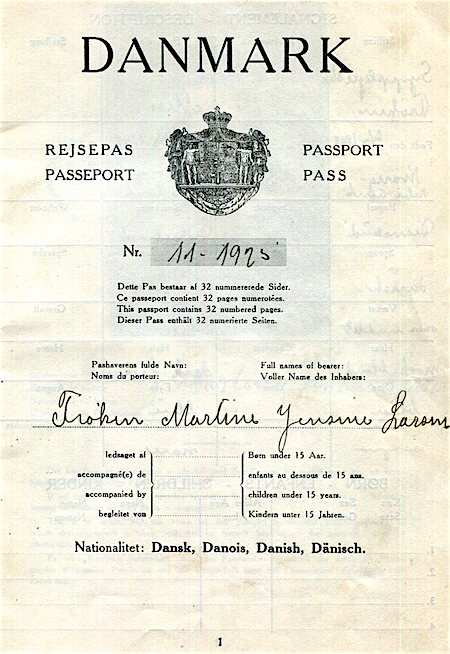 DANMARK
REJSEPAS PASSPORT
PASSEPORT PASS
Nr. 11-1925
Dette Pas bestaar af 32 nummererede Sider.
Ce passeport contient 32 pages numerotées.
This passport contains 32 numbered pages.
Dieser Pass enthält 32 numerierte Seiten.
Pashaverens fulde Navn: Full names of bearer:
Noms du porteur: Voller Name des Inhabers:
Frøken Martine Jensine Larsen
ledsaget af Børn under 15 Aar.
accompagné(e) de enfants au dessous de 15 ans.
accompanied by children under 15 years.
begleitet von Kindern unter 15 Jahren.
Nationalitet: Dansk, Danois, Danish, Dänisch.
1